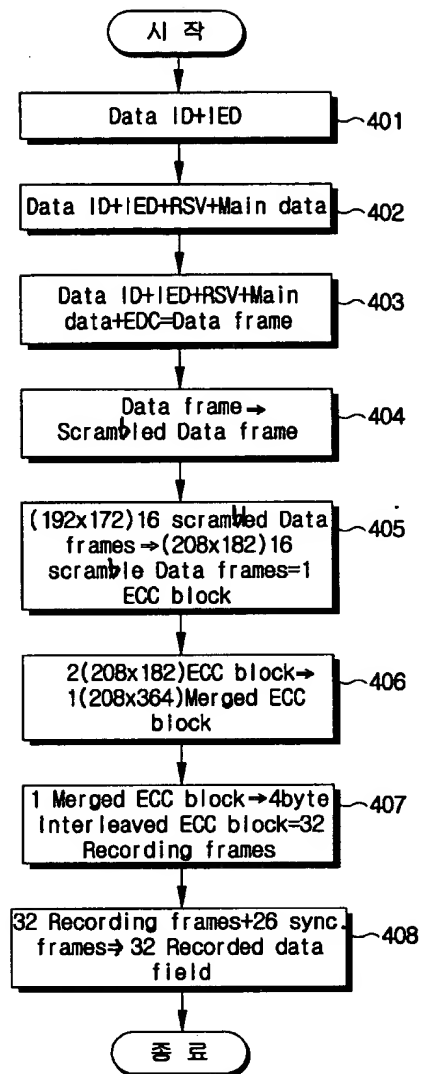 시 작
Data ID+IED
401
Data ID+IED+RSV+Main data
402
Data ID+IED+RSV+Main
data+EDC=Data frame
403
Data frame→
Scrambled Data frame
404
(192x172)16 scrambled Data
frames→(208x182)16
scramble Data frames=1
ECC block
405
2(208x182)ECC block→
1(208x364)Merged ECC
block
406
1 Merged ECC block→4byte
Interleaved ECC block=32
Recording frames
407
32 Recording frames+26 sync.
frames→ 32 Recorded data
field
408
종 료